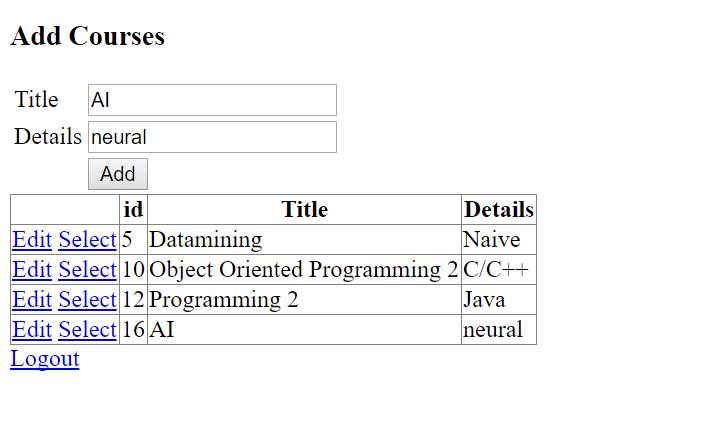 Add Courses
Title AI
Details neural
Add
id Title Details
Edit Select 5 Datamining Naive
Edit Select 10 Object Oriented Programming 2 C/C++
Edit Select 12 Programming 2 Java
Edit Select 16 AI neural
Logout